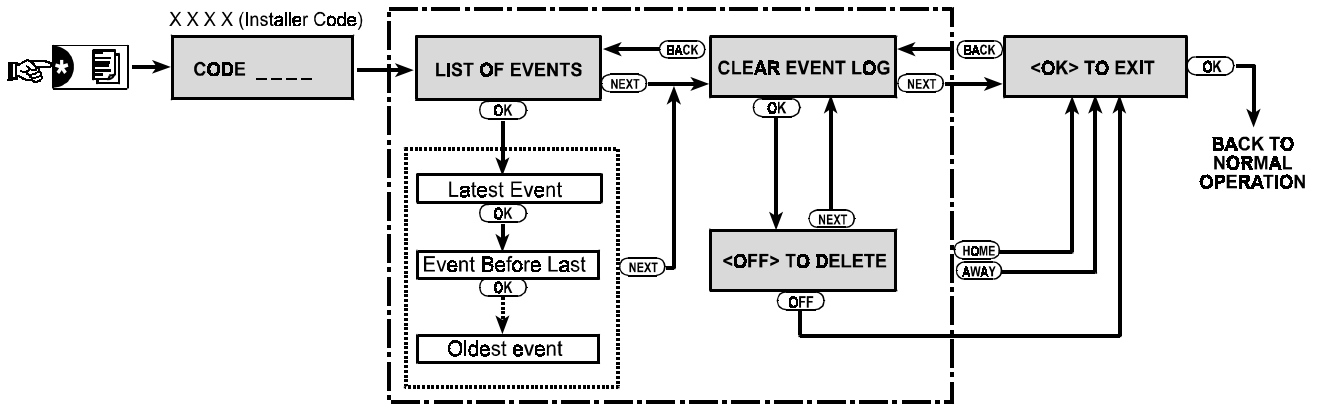 X X X X (Installer Code)
*
CODE _ _ _ _
LIST OF EVENTS
BACK
NEXT
CLEAR EVENT LOG
BACK
NEXT
<OK> TO EXIT
OK
BACK TO
NORMAL
OPERATION
OK
Latest Event
OK
Event Before Last
OK
Oldest event
NEXT
OK
NEXT
<OFF> TO DELETE
OFF
HOME
AWAY